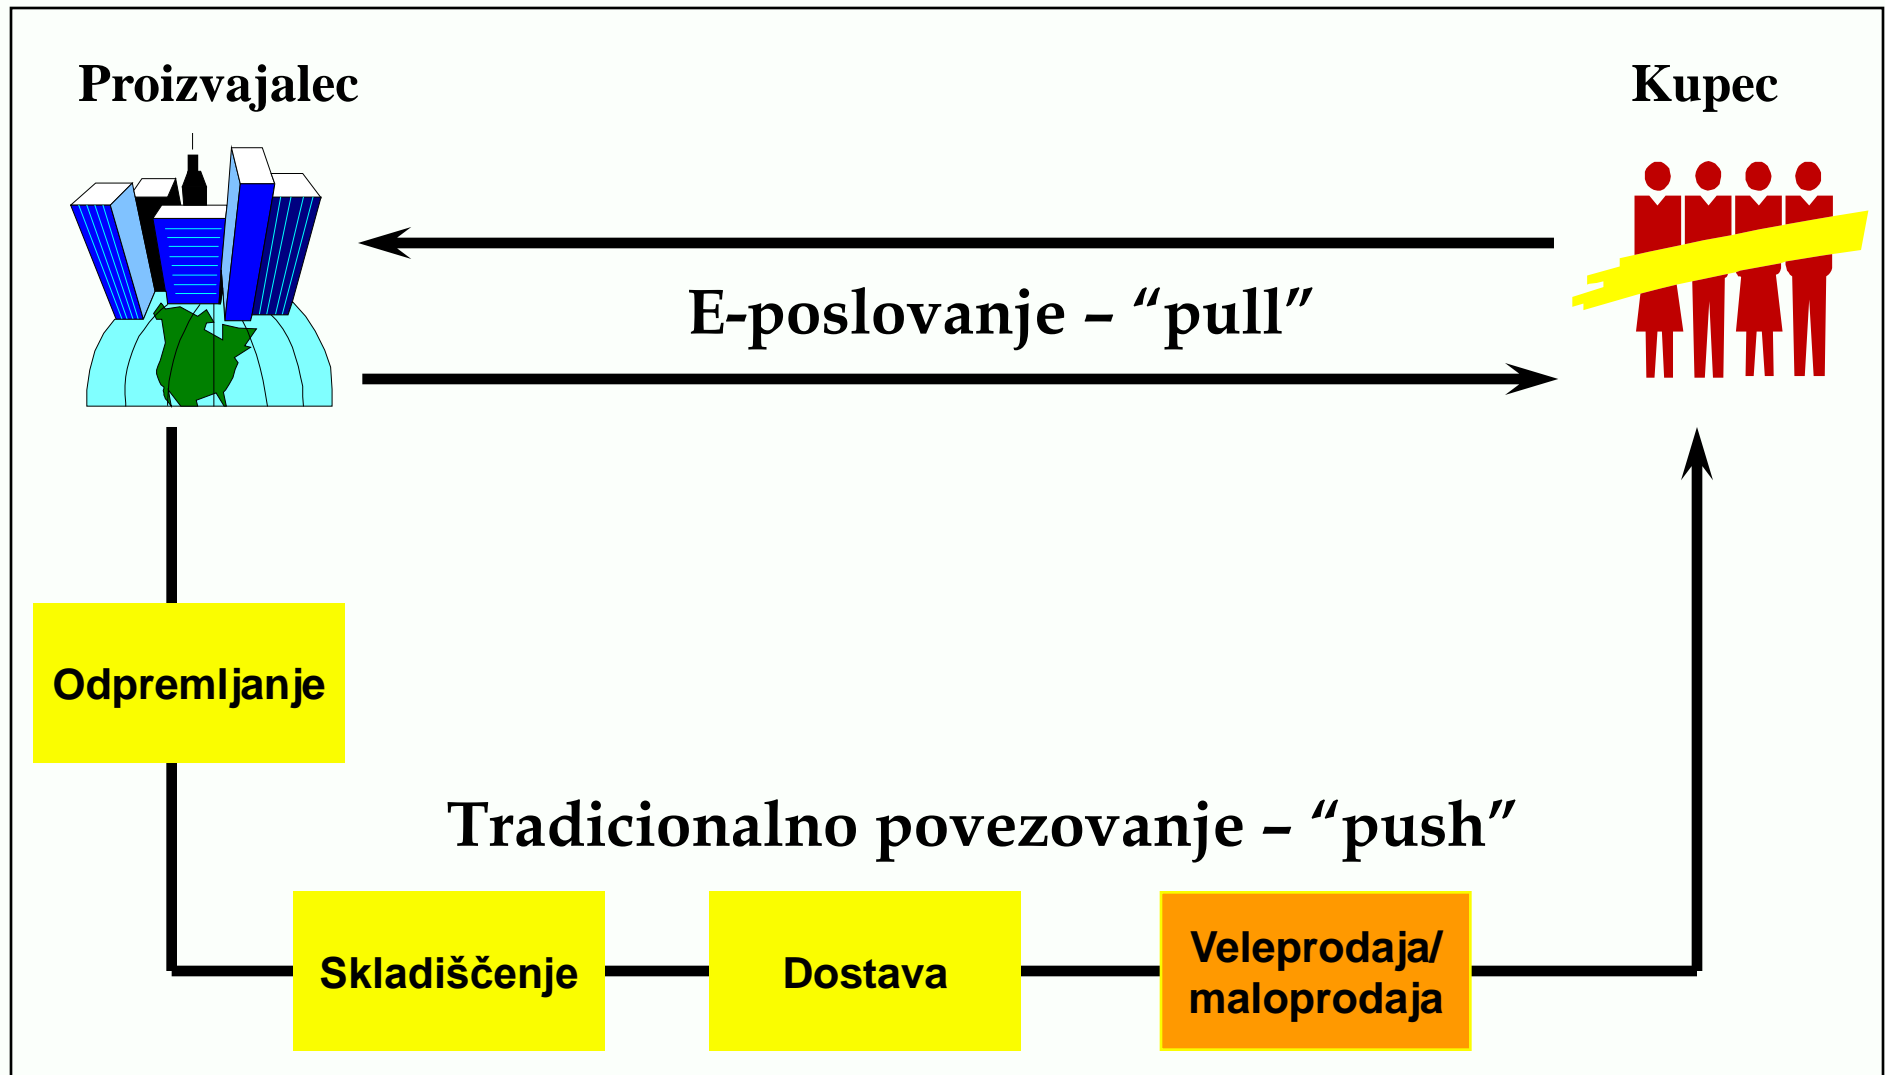 Proizvajalec
Kupec
E-poslovanje – “pull”
Odpremljanje
Tradicionalno povezovanje – “push”
Skladiščenje
Dostava
Veleprodaja/
maloprodaja